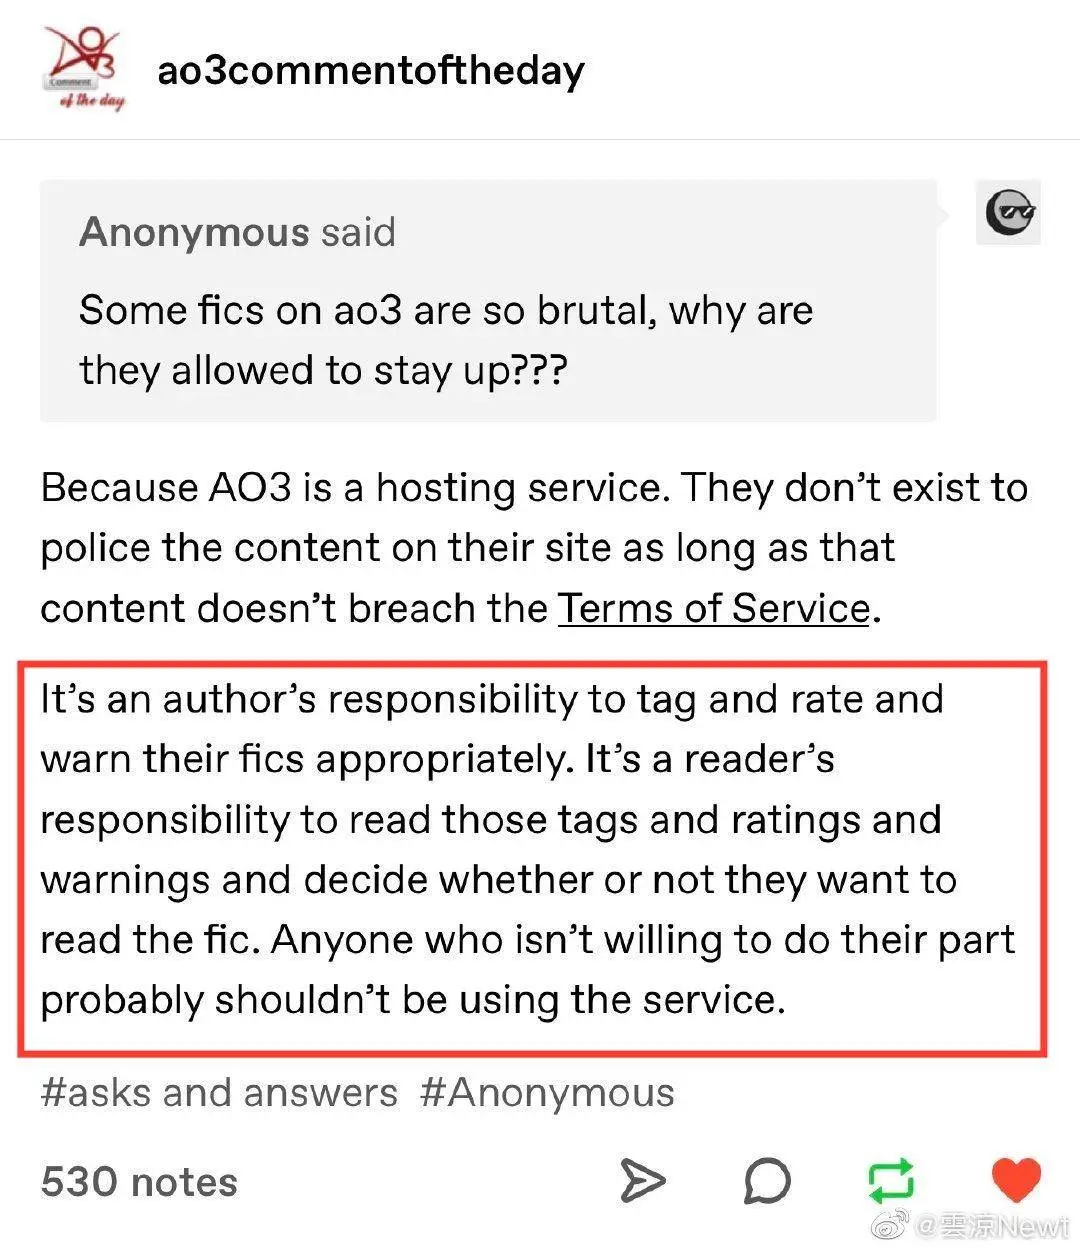 Comment
of the day
ao3commentoftheday
Anonymous said
Some fics on ao3 are so brutal, why are
they allowed to stay up???
Because AO3 is a hosting service. They don’t exist to
police the content on their site as long as that
content doesn’t breach the Terms of Service.
It’s an author’s responsibility to tag and rate and
warn their fics appropriately. It’s a reader’s
responsibility to read those tags and ratings and
warnings and decide whether or not they want to
read the fic. Anyone who isn’t willing to do their part
probably shouldn’t be using the service.
#asks and answers #Anonymous
530 notes
@雲涼Newt